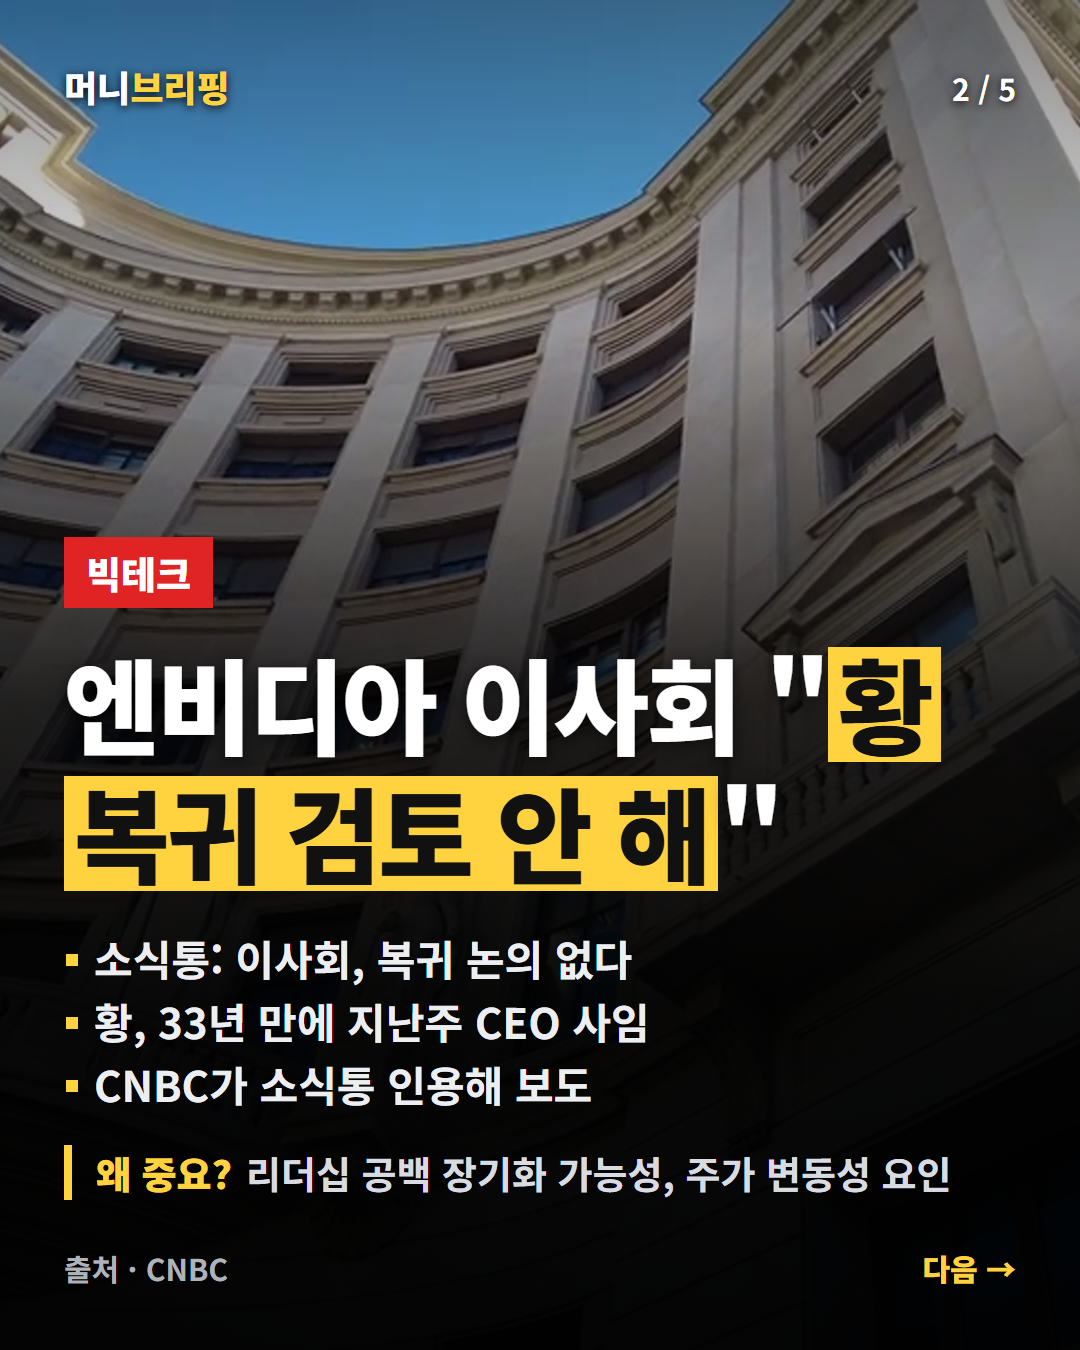 머니브리핑
2 / 5
빅테크
엔비디아 이사회 "황
복귀 검토 안 해"
소식통: 이사회, 복귀 논의 없다
황, 33년 만에 지난주 CEO 사임
CNBC가 소식통 인용해 보도
왜 중요? 리더십 공백 장기화 가능성, 주가 변동성 요인
출처 · CNBC
다음 →